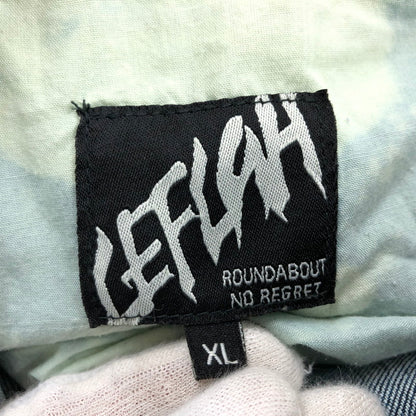 LEFLAH
ROUNDABOUT
NO REGRET
XL